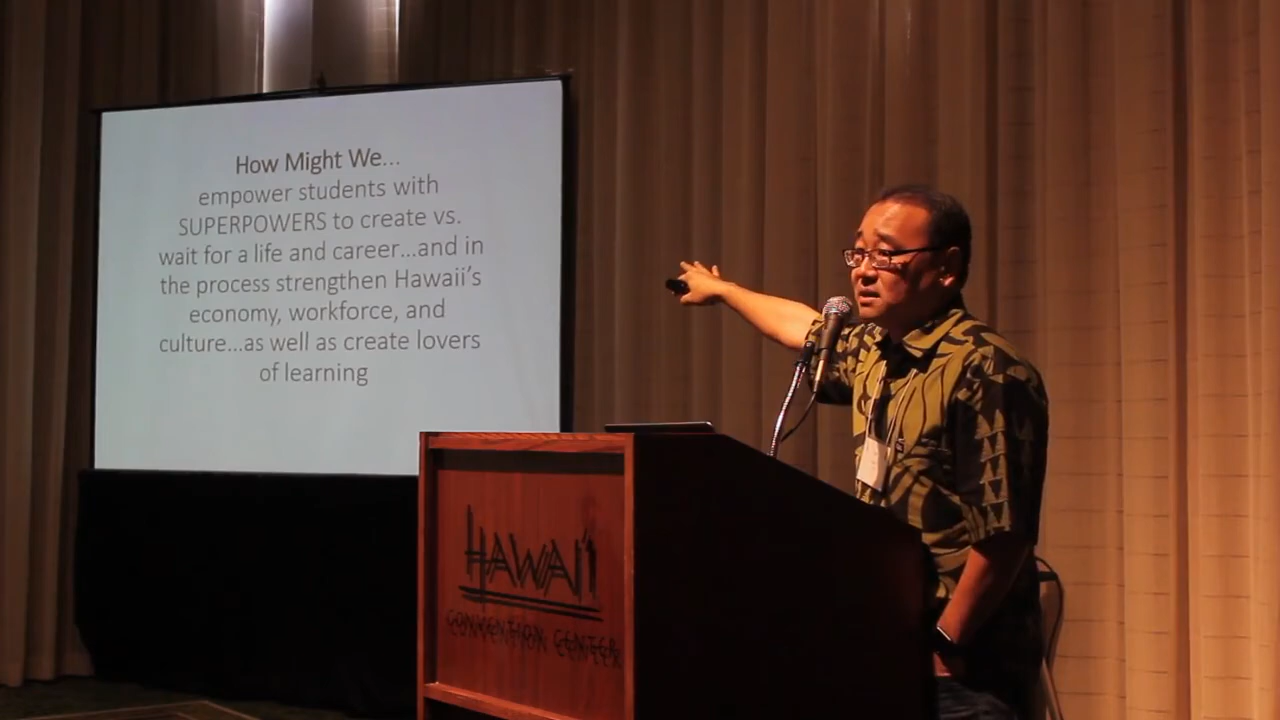 How Might We...
empower students with
SUPERPOWERS to create vs.
wait for a life and career...and in
the process strengthen Hawaii's
economy, workforce, and
culture...as well as create lovers
of learning
HAWAI'I
CONVENTION CENTER